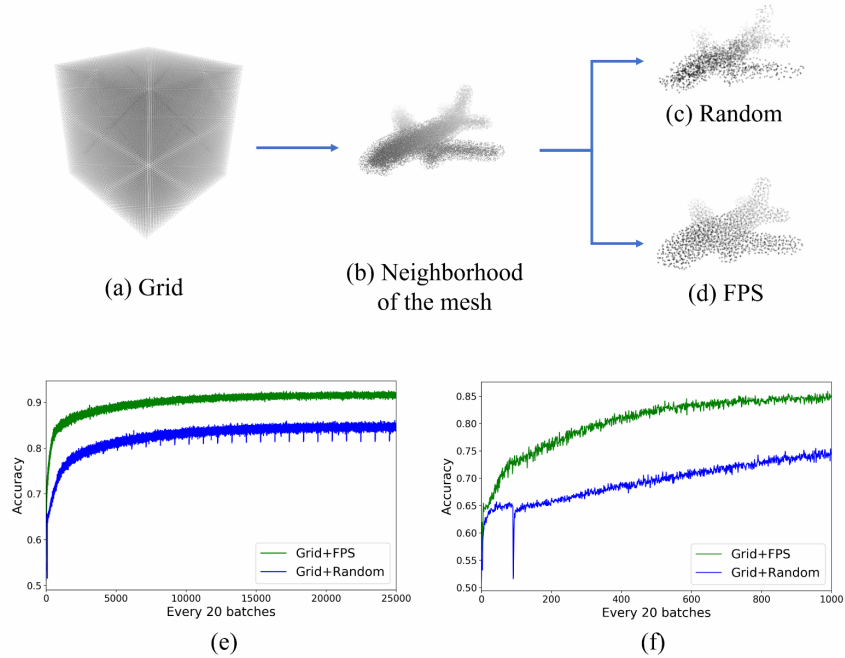 (a) Grid
(b) Neighborhood
of the mesh
(c) Random
(d) FPS
0.9
0.8
0.7
0.6
0.5
Accuracy
0 5000 10000 15000 20000 25000
Every 20 batches
Grid+FPS
Grid+Random
(e)
0.85
0.80
0.75
0.70
0.65
0.60
0.55
0.50
Accuracy
0 200 400 600 800 1000
Every 20 batches
Grid+FPS
Grid+Random
(f)